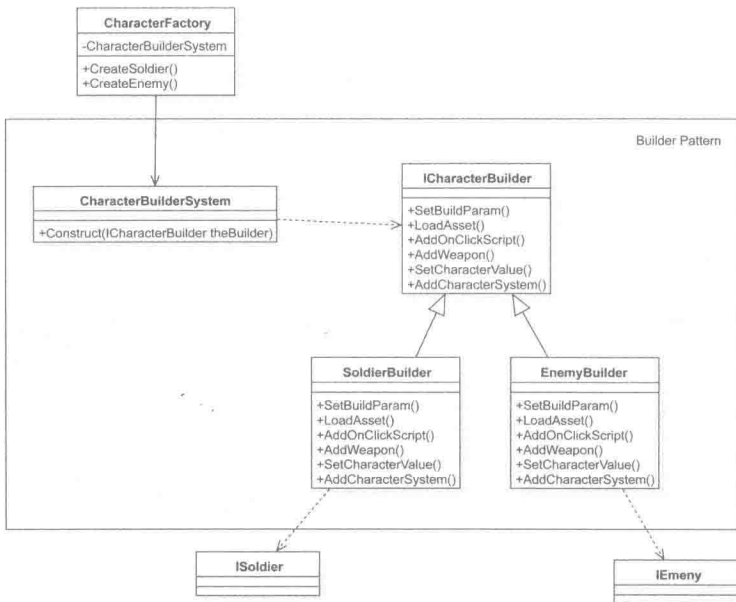 CharacterFactory
-CharacterBuilderSystem
+CreateSoldier()
+CreateEnemy()
Builder Pattern
CharacterBuilderSystem
+Construct(ICharacterBuilder theBuilder)
ICharacterBuilder
+SetBuildParam()
+LoadAsset()
+AddOnClickScript()
+AddWeapon()
+SetCharacterValue()
+AddCharacterSystem()
SoldierBuilder
+SetBuildParam()
+LoadAsset()
+AddOnClickScript()
+AddWeapon()
+SetCharacterValue()
+AddCharacterSystem()
EnemyBuilder
+SetBuildParam()
+LoadAsset()
+AddOnClickScript()
+AddWeapon()
+SetCharacterValue()
+AddCharacterSystem()
ISoldier
IEmeny